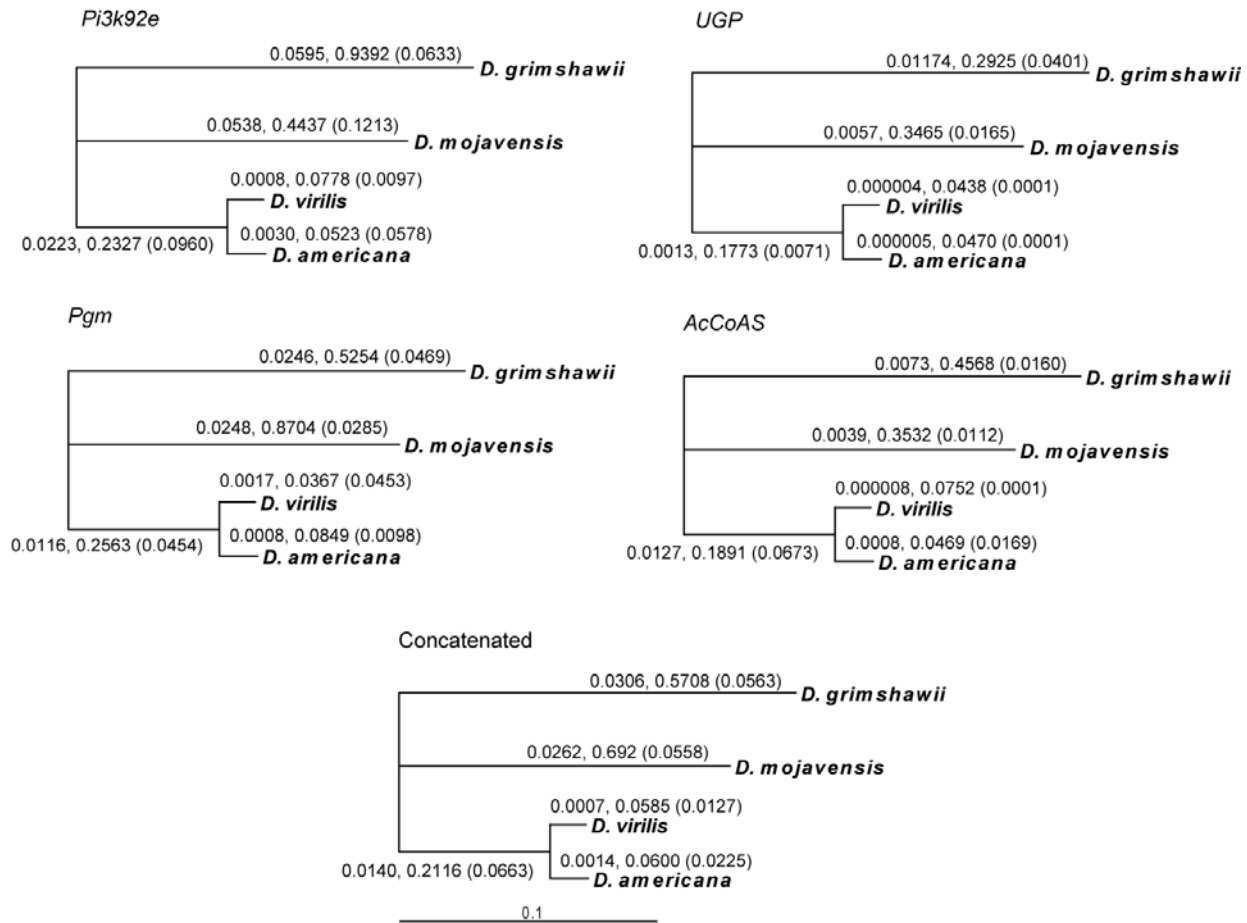 Pi3k92e
0.0595, 0.9392 (0.0633)
D. grimshawii
0.0538, 0.4437 (0.1213)
D. mojavensis
0.0008, 0.0778 (0.0097)
D. virilis
0.0030, 0.0523 (0.0578)
0.0223, 0.2327 (0.0960)
D. americana
UGP
0.01174, 0.2925 (0.0401)
D. grimshawii
0.0057, 0.3465 (0.0165)
D. mojavensis
0.000004, 0.0438 (0.0001)
D. virilis
0.000005, 0.0470 (0.0001)
0.0013, 0.1773 (0.0071)
D. americana
Pgm
0.0246, 0.5254 (0.0469)
D. grimshawii
0.0248, 0.8704 (0.0285)
D. mojavensis
0.0017, 0.0367 (0.0453)
D. virilis
0.0008, 0.0849 (0.0098)
0.0116, 0.2563 (0.0454)
D. americana
AcCoAS
0.0073, 0.4568 (0.0160)
D. grimshawii
0.0039, 0.3532 (0.0112)
D. mojavensis
0.000008, 0.0752 (0.0001)
D. virilis
0.0008, 0.0469 (0.0169)
0.0127, 0.1891 (0.0673)
D. americana
Concatenated
0.0306, 0.5708 (0.0563)
D. grimshawii
0.0262, 0.692 (0.0558)
D. mojavensis
0.0007, 0.0585 (0.0127)
D. virilis
0.0014, 0.0600 (0.0225)
0.0140, 0.2116 (0.0663)
D. americana
0.1